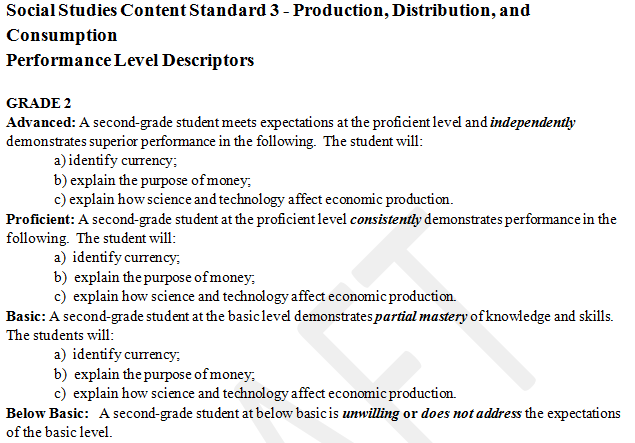 Social Studies Content Standard 3 - Production, Distribution, and
Consumption
Performance Level Descriptors
GRADE 2
Advanced: A second-grade student meets expectations at the proficient level and independently
demonstrates superior performance in the following. The student will:
a) identify currency;
b) explain the purpose of money;
c) explain how science and technology affect economic production.
Proficient: A second-grade student at the proficient level consistently demonstrates performance in the
following. The student will:
a) identify currency;
b) explain the purpose of money;
c) explain how science and technology affect economic production.
Basic: A second-grade student at the basic level demonstrates partial mastery of knowledge and skills.
The students will:
a) identify currency;
b) explain the purpose of money;
c) explain how science and technology affect economic production.
Below Basic: A second-grade student at below basic is unwilling or does not address the expectations
of the basic level.
AFT